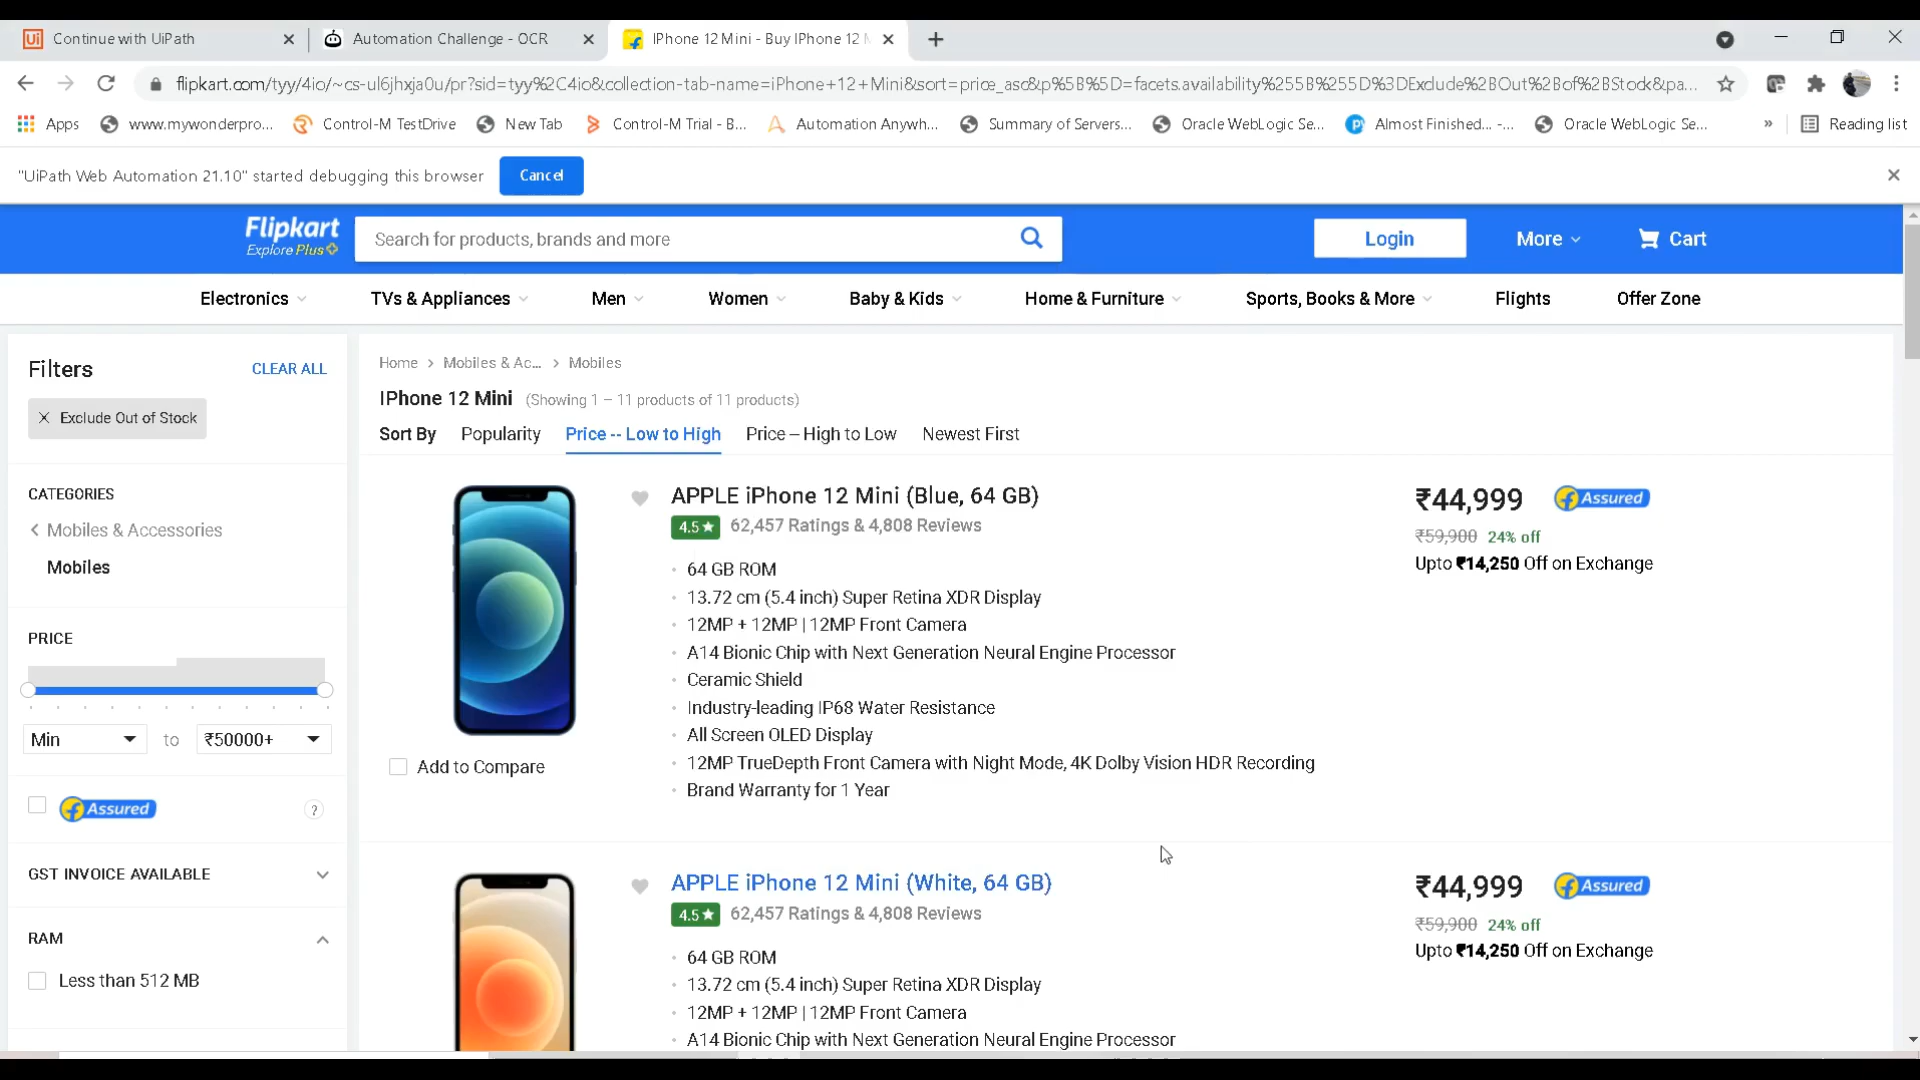 Continue with UiPath
Automation Challenge - OCR
IPhone 12 Mini - Buy IPhone 12
flipkart.com/tyy/4io/~cs-ul6jhxja0u/pr?sid=tyy%2C4io&collection-tab-name=iPhone+12+Mini&sort=price_asc&p%5B%5D=facets.availability%255B%255D%3DExclude%2BOut%2Bof%2BStock&pa...
Apps
www.mywonderpro...
Control-M TestDrive
New Tab
Control-M Trial - B...
Automation Anywh...
Summary of Servers...
Oracle WebLogic Se...
Almost Finished... -...
Oracle WebLogic Se...
»
Reading list
"UiPath Web Automation 21.10" started debugging this browser
Cancel
Flipkart
Explore Plus
Search for products, brands and more
Login
More
Cart
Electronics
TVs & Appliances
Men
Women
Baby & Kids
Home & Furniture
Sports, Books & More
Flights
Offer Zone
Filters
CLEAR ALL
Exclude Out of Stock
CATEGORIES
Mobiles & Accessories
Mobiles
PRICE
Min
to
₹50000+
Assured
?
GST INVOICE AVAILABLE
RAM
Less than 512 MB
Home > Mobiles & Ac... > Mobiles
IPhone 12 Mini (Showing 1 – 11 products of 11 products)
Sort By Popularity Price -- Low to High Price -- High to Low Newest First
APPLE iPhone 12 Mini (Blue, 64 GB)
4.5★ 62,457 Ratings & 4,808 Reviews
64 GB ROM
13.72 cm (5.4 inch) Super Retina XDR Display
12MP + 12MP | 12MP Front Camera
A14 Bionic Chip with Next Generation Neural Engine Processor
Ceramic Shield
Industry-leading IP68 Water Resistance
All Screen OLED Display
12MP TrueDepth Front Camera with Night Mode, 4K Dolby Vision HDR Recording
Brand Warranty for 1 Year
Add to Compare
₹44,999
Assured
₹59,900 24% off
Upto ₹14,250 Off on Exchange
APPLE iPhone 12 Mini (White, 64 GB)
4.5★ 62,457 Ratings & 4,808 Reviews
64 GB ROM
13.72 cm (5.4 inch) Super Retina XDR Display
12MP + 12MP | 12MP Front Camera
A14 Bionic Chip with Next Generation Neural Engine Processor
₹44,999
Assured
₹59,900 24% off
Upto ₹14,250 Off on Exchange